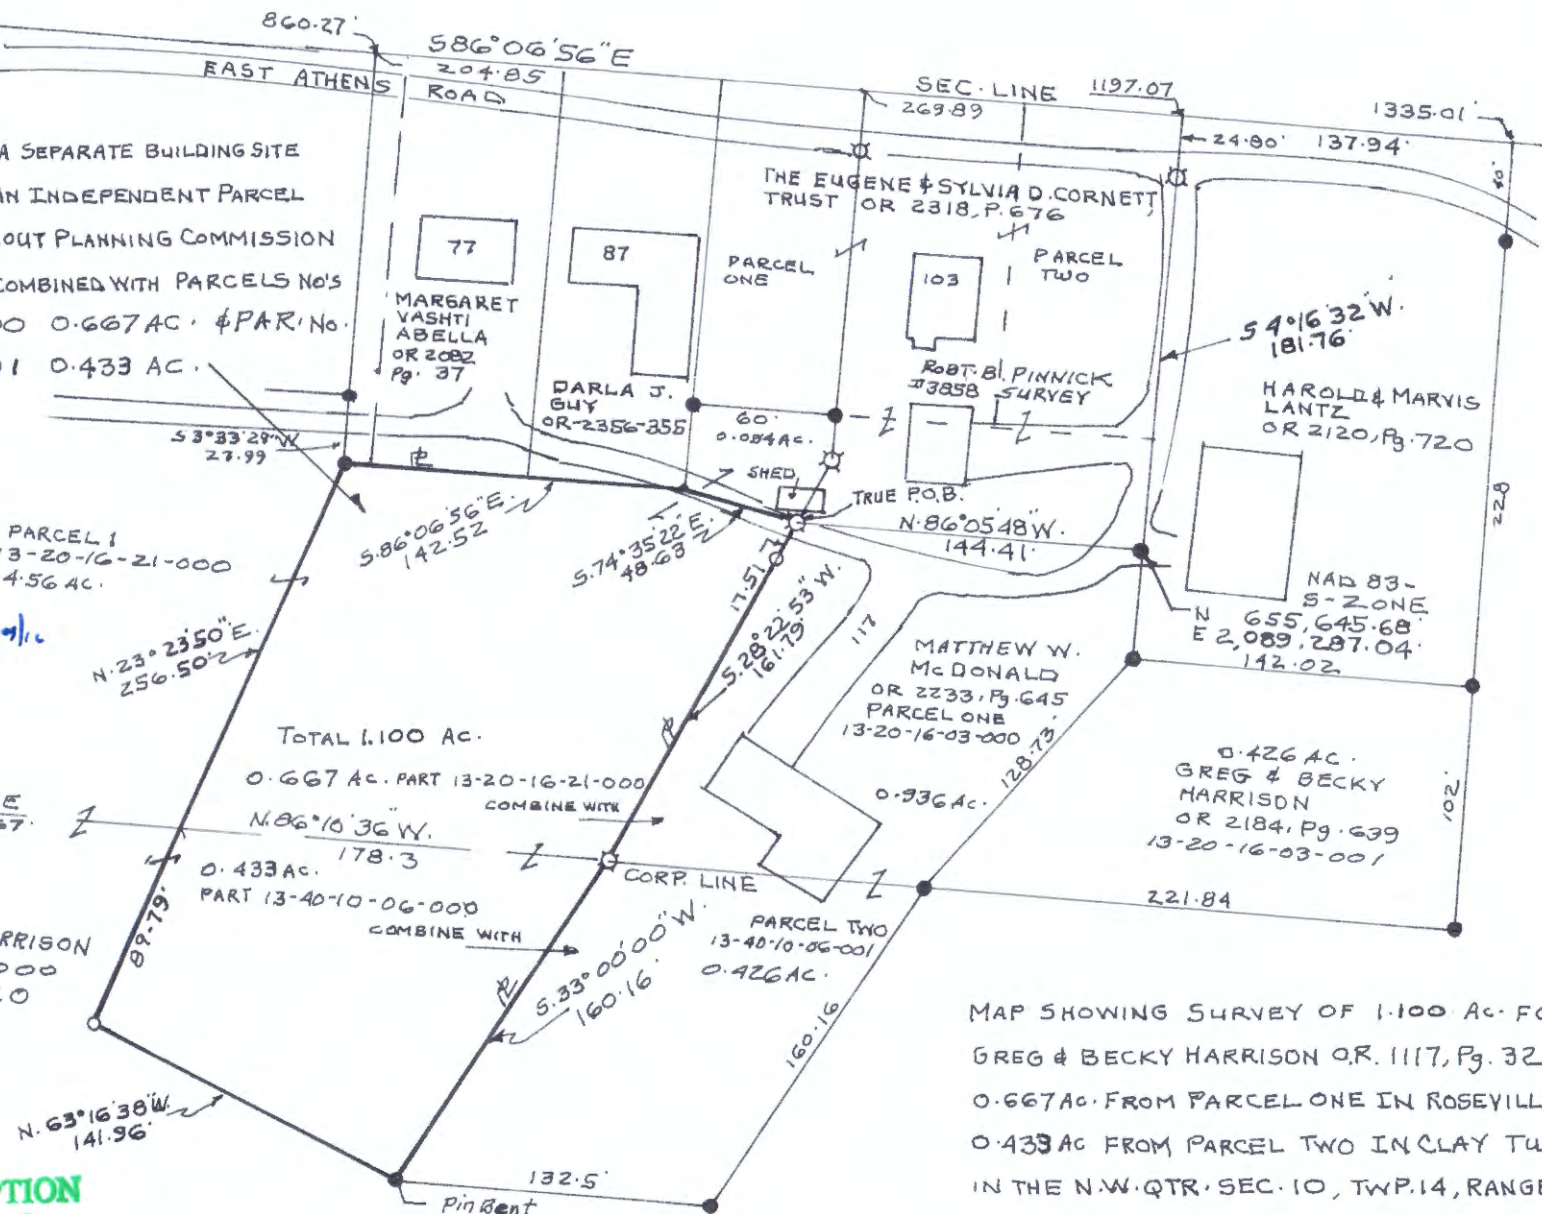 860.27'
S86°06'56"E
204.85
EAST ATHENS ROAD
SEC. LINE
269.89
1197.07
1335.01'
24.80' 137.94'
40'
A SEPARATE BUILDING SITE
AN INDEPENDENT PARCEL
OUT PLANNING COMMISSION
COMBINED WITH PARCELS NO'S
00 0.667 AC. & PAR. NO.
01 0.433 AC.
77
MARGARET
VASHTI
ABELLA
OR 2082
Pg. 37
87
DARLA J.
GUY
OR-2356-355
PARCEL
ONE
THE EUGENE & SYLVIA D. CORNETT,
TRUST OR 2318, P. 676
103
PARCEL
TWO
S 4°16'32"W.
181.76'
ROBT. B. PINNICK
#3858 SURVEY
HAROLD & MARVIS
LANTZ
OR 2120, Pg. 720
228
S 3°33'29"W
27.99
60'
0.084 AC.
SHED
TRUE P.O.B.
N. 86°05'48"W.
144.41'
PARCEL 1
13-20-16-21-000
4.56 AC.
S.86°06'56"E.
142.52
S.74°35'22"E.
48.63
17.51
S.28°22'53"W.
161.79
117
NAD 83-
S-ZONE
N 655,645.68'
E 2,089,287.04'
142.02
N. 23°23'50"E.
256.50'
MATTHEW W.
McDONALD
OR 2233, Pg. 645
PARCEL ONE
13-20-16-03-000
0.936 Ac.
128.73'
TOTAL 1.100 AC.
0.667 Ac. PART 13-20-16-21-000
COMBINE WITH
0.426 AC.
GREG & BECKY
HARRISON
OR 2184, Pg. 639
13-20-16-03-001
102'
E
67.
N.86°10'36"W.
178.3
0.433 AC.
PART 13-40-10-06-000
COMBINE WITH
CORP. LINE
221.84
89.79'
RRISON
000
0
PARCEL TWO
13-40-10-06-001
0.426 AC.
S.33°00'00"W.
160.16'
160.16
N. 63°16'38"W.
141.96'
132.5'
Pin Bent
PTION
MAP SHOWING SURVEY OF 1.100 AC. FO
GREG & BECKY HARRISON O.R. 1117, Pg. 32
0.667 Ac. FROM PARCEL ONE IN ROSEVILL
0.433 AC FROM PARCEL TWO IN CLAY TU
IN THE N.W. QTR. SEC. 10, TWP. 14, RANGE